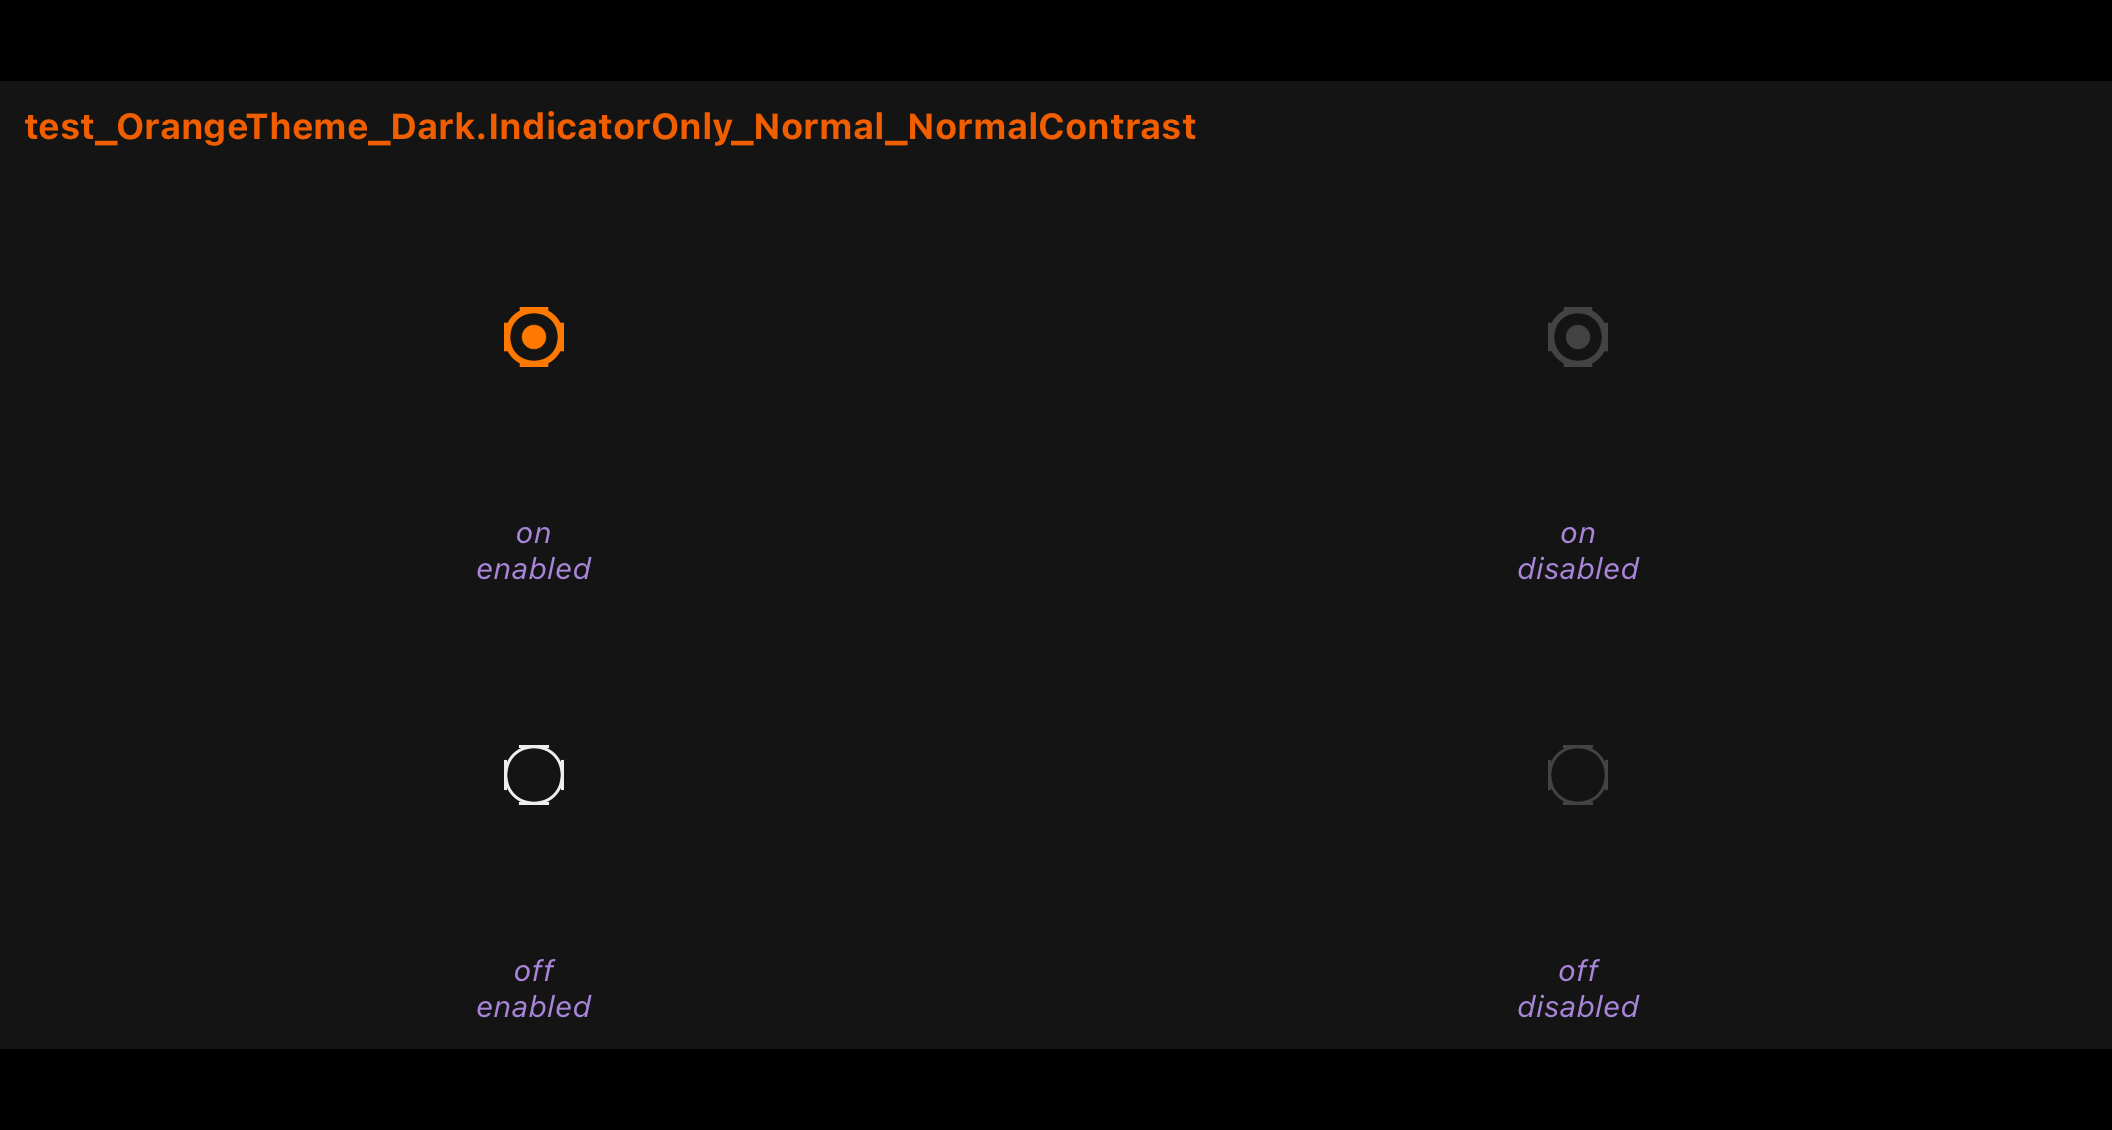 test_OrangeTheme_Dark.IndicatorOnly_Normal_NormalContrast
on
enabled
on
disabled
off
enabled
off
disabled